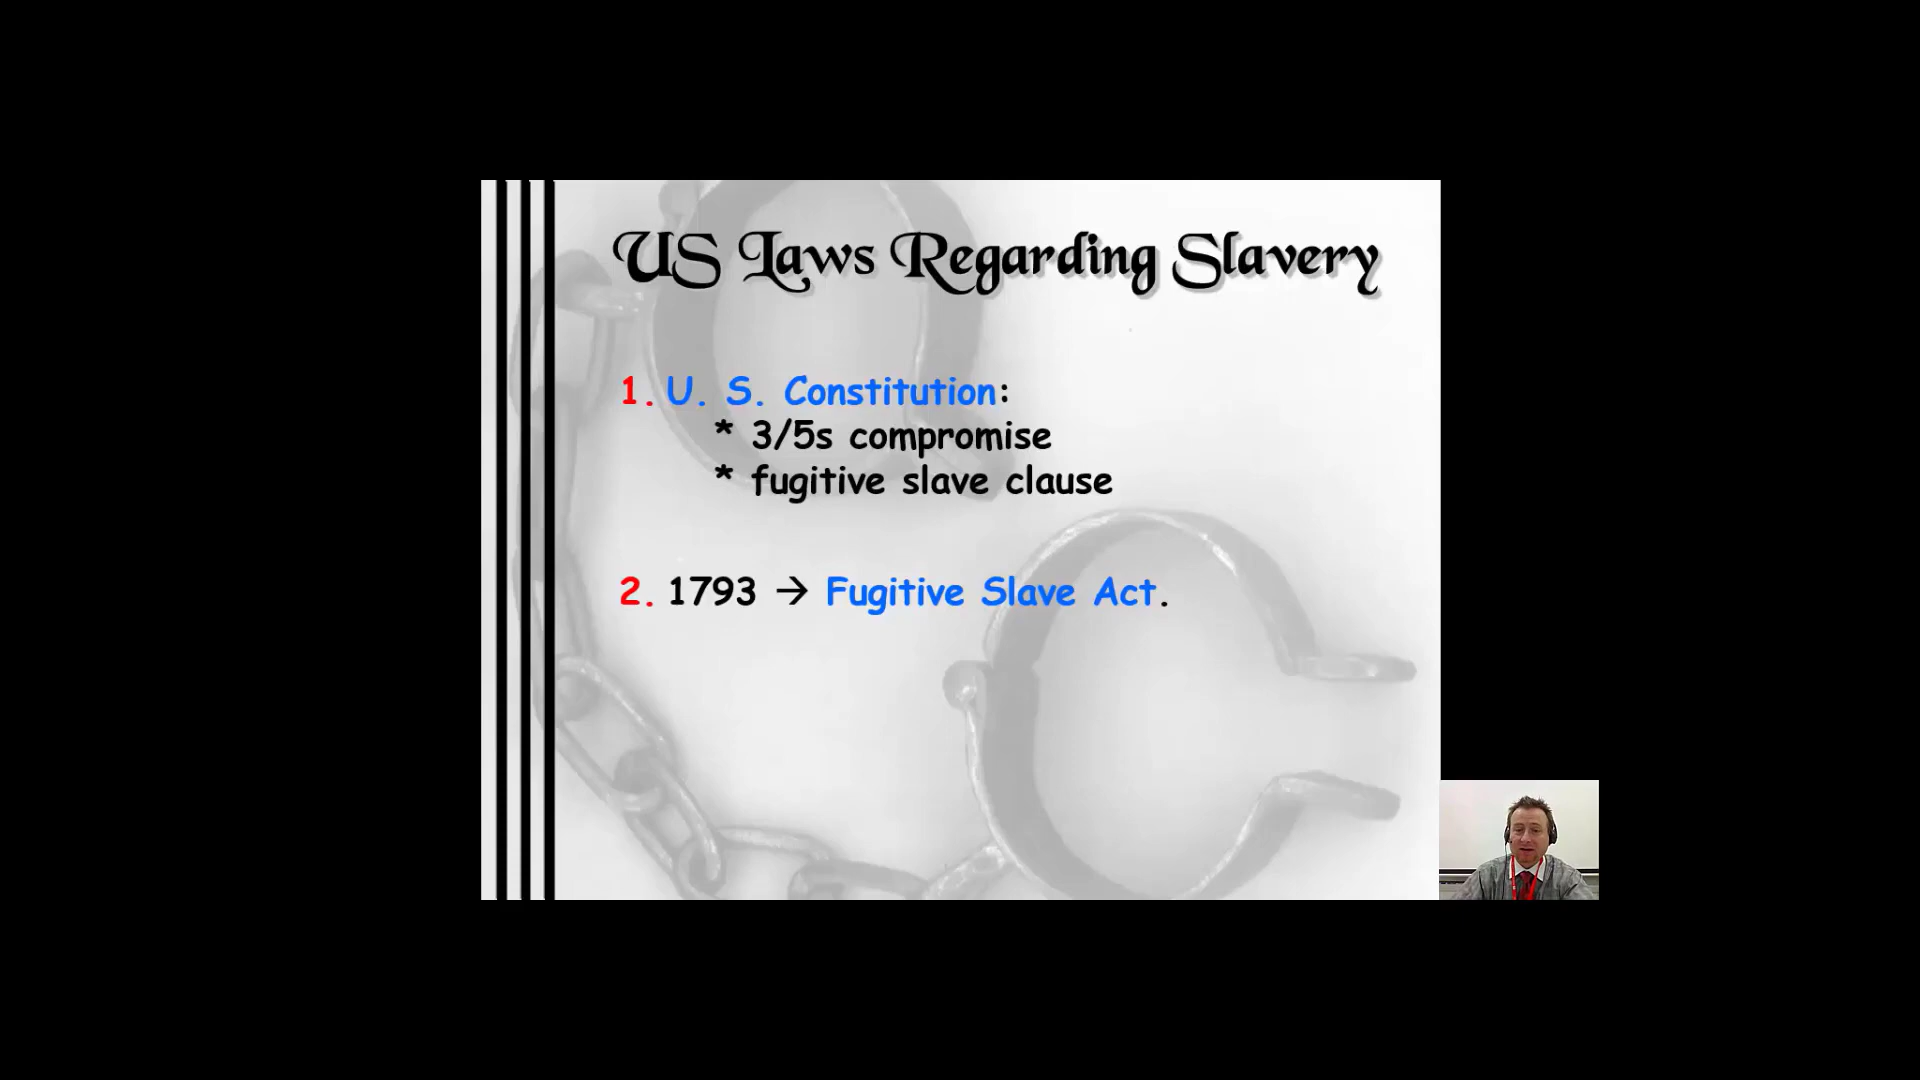 US Laws Regarding Slavery
1. U. S. Constitution:
* 3/5s compromise
* fugitive slave clause
2. 1793 → Fugitive Slave Act.